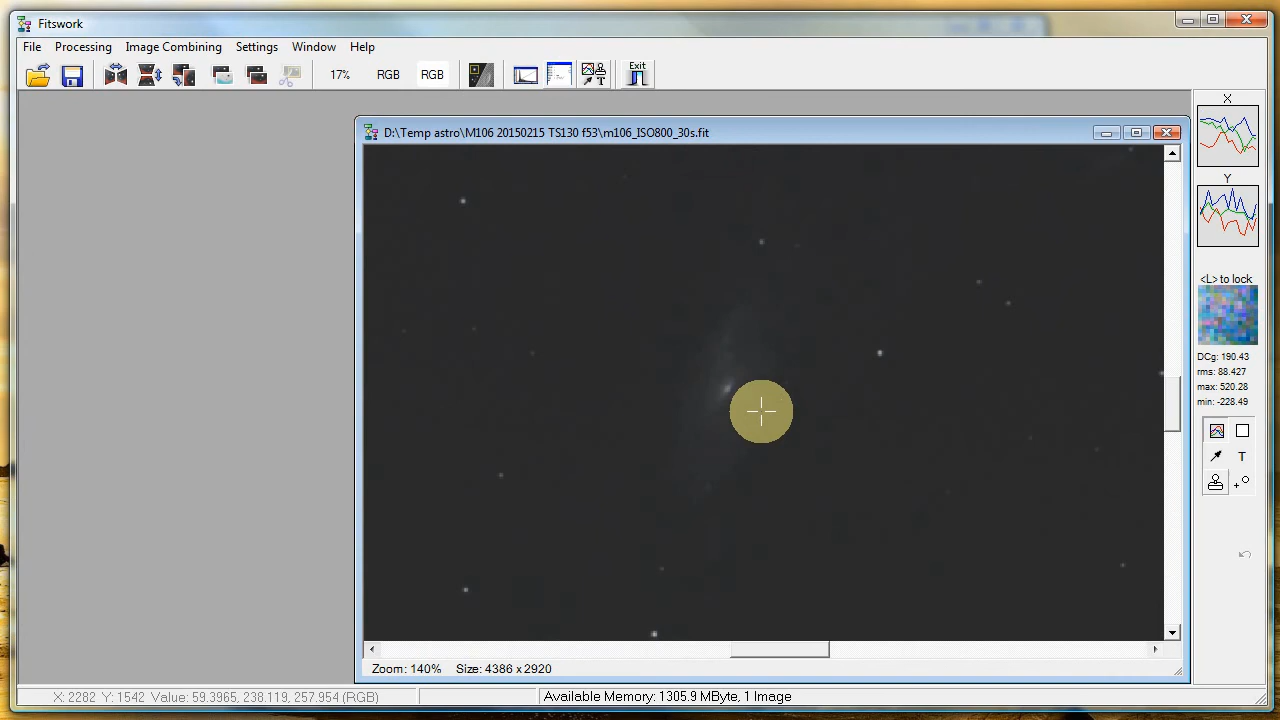 Fitswork
File Processing Image Combining Settings Window Help
17% RGB RGB Exit
D:\Temp astro\M106 20150215 TS130 f53\m106_ISO800_30s.fit
X
Y
<L> to lock
DCg: 190.43
rms: 88.427
max: 520.28
min: -228.49
T
Zoom: 140% Size: 4386 x 2920
X: 2282 Y: 1542 Value: 59.3965, 238.119, 257.954 (RGB) Available Memory: 1305.9 MByte, 1 Image